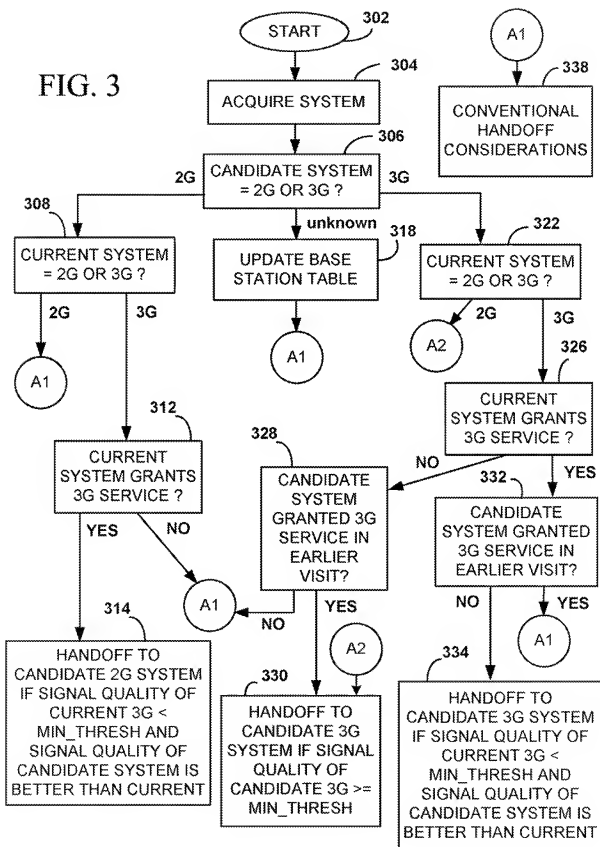 FIG. 3
START
302
304
ACQUIRE SYSTEM
306
CANDIDATE SYSTEM
= 2G OR 3G ?
A1
338
CONVENTIONAL
HANDOFF
CONSIDERATIONS
2G
unknown
3G
308
CURRENT SYSTEM
= 2G OR 3G ?
318
UPDATE BASE
STATION TABLE
322
CURRENT SYSTEM
= 2G OR 3G ?
2G
3G
A1
A1
2G
3G
A2
312
CURRENT
SYSTEM GRANTS
3G SERVICE ?
326
CURRENT
SYSTEM GRANTS
3G SERVICE ?
NO
YES
328
CANDIDATE
SYSTEM
GRANTED 3G
SERVICE IN
EARLIER
VISIT?
332
CANDIDATE
SYSTEM GRANTED
3G SERVICE IN
EARLIER VISIT?
YES
NO
A1
NO
YES
A2
NO
YES
A1
314
HANDOFF TO
CANDIDATE 2G SYSTEM
IF SIGNAL QUALITY OF
CURRENT 3G <
MIN_THRESH AND
SIGNAL QUALITY OF
CANDIDATE SYSTEM IS
BETTER THAN CURRENT
330
HANDOFF TO
CANDIDATE 3G
SYSTEM IF SIGNAL
QUALITY OF
CANDIDATE 3G >=
MIN_THRESH
334
HANDOFF TO
CANDIDATE 3G SYSTEM
IF SIGNAL QUALITY OF
CURRENT 3G <
MIN_THRESH AND
SIGNAL QUALITY OF
CANDIDATE SYSTEM IS
BETTER THAN CURRENT